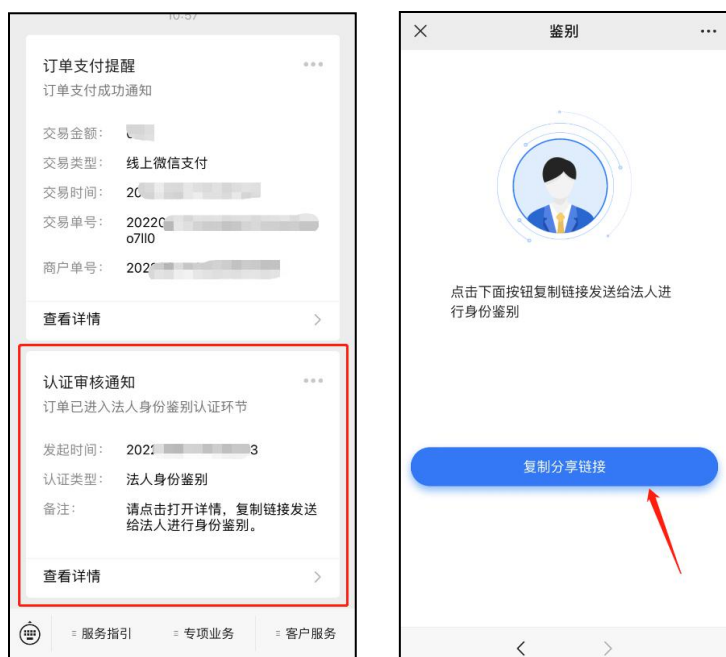 订单支付提醒
订单支付成功通知
交易金额:
交易类型: 线上微信支付
交易时间: 20
交易单号: 20220
o7ll0
商户单号: 202
查看详情
认证审核通知
订单已进入法人身份鉴别认证环节
发起时间: 202 3
认证类型: 法人身份鉴别
备注: 请点击打开详情,复制链接发送
给法人进行身份鉴别。
查看详情
服务指引
专项业务
客户服务
鉴别
点击下面按钮复制链接发送给法人进
行身份鉴别
复制分享链接